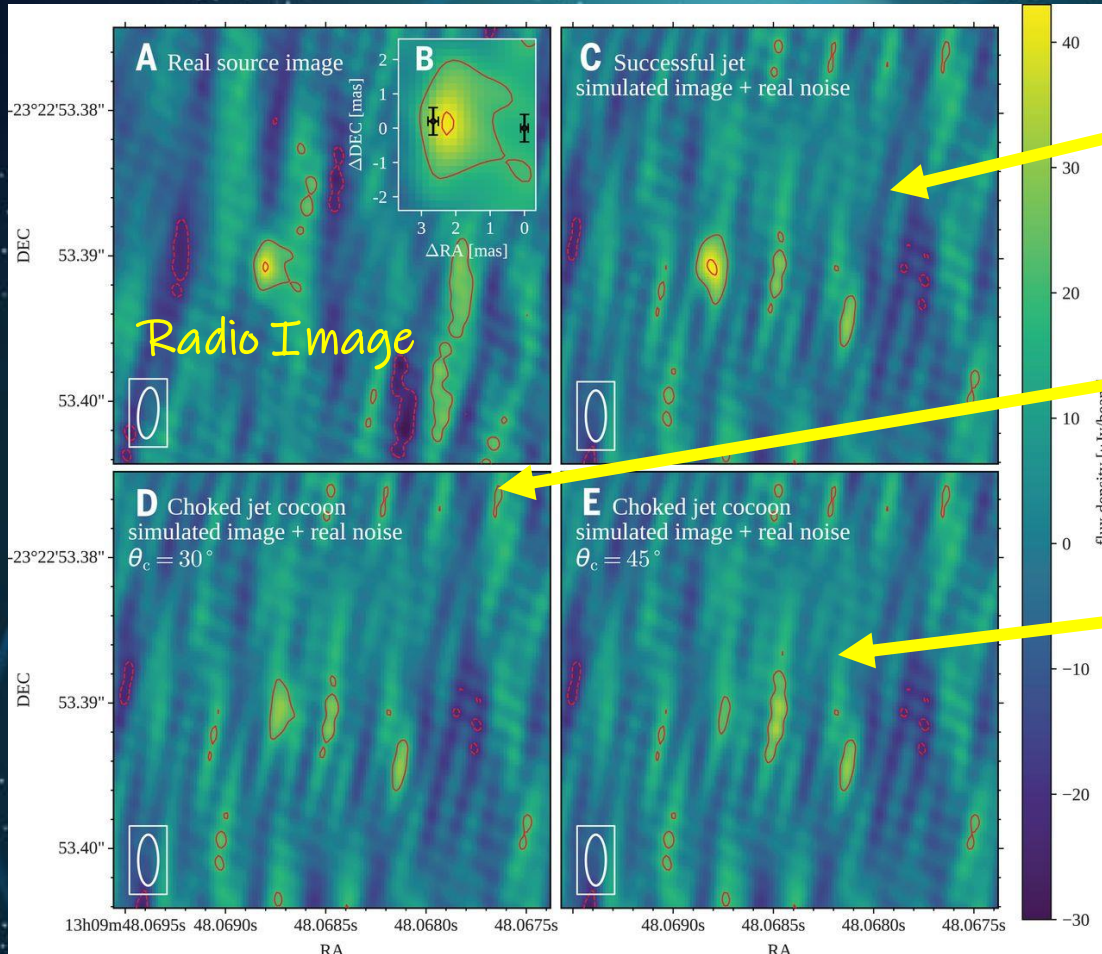 A Real source image
B
2
1
0
-1
-2
ΔDEC [mas]
3 2 1 0
ΔRA [mas]
Radio Image
-23°22'53.38"
53.39"
53.40"
DEC
C Successful jet
simulated image + real noise
D Choked jet cocoon
simulated image + real noise
θc = 30°
E Choked jet cocoon
simulated image + real noise
θc = 45°
-23°22'53.38"
53.39"
53.40"
DEC
13h09m48.0695s 48.0690s 48.0685s 48.0680s 48.0675s
RA
48.0690s 48.0685s 48.0680s 48.0675s
RA
40
30
20
10
0
−10
−20
−30
flux density